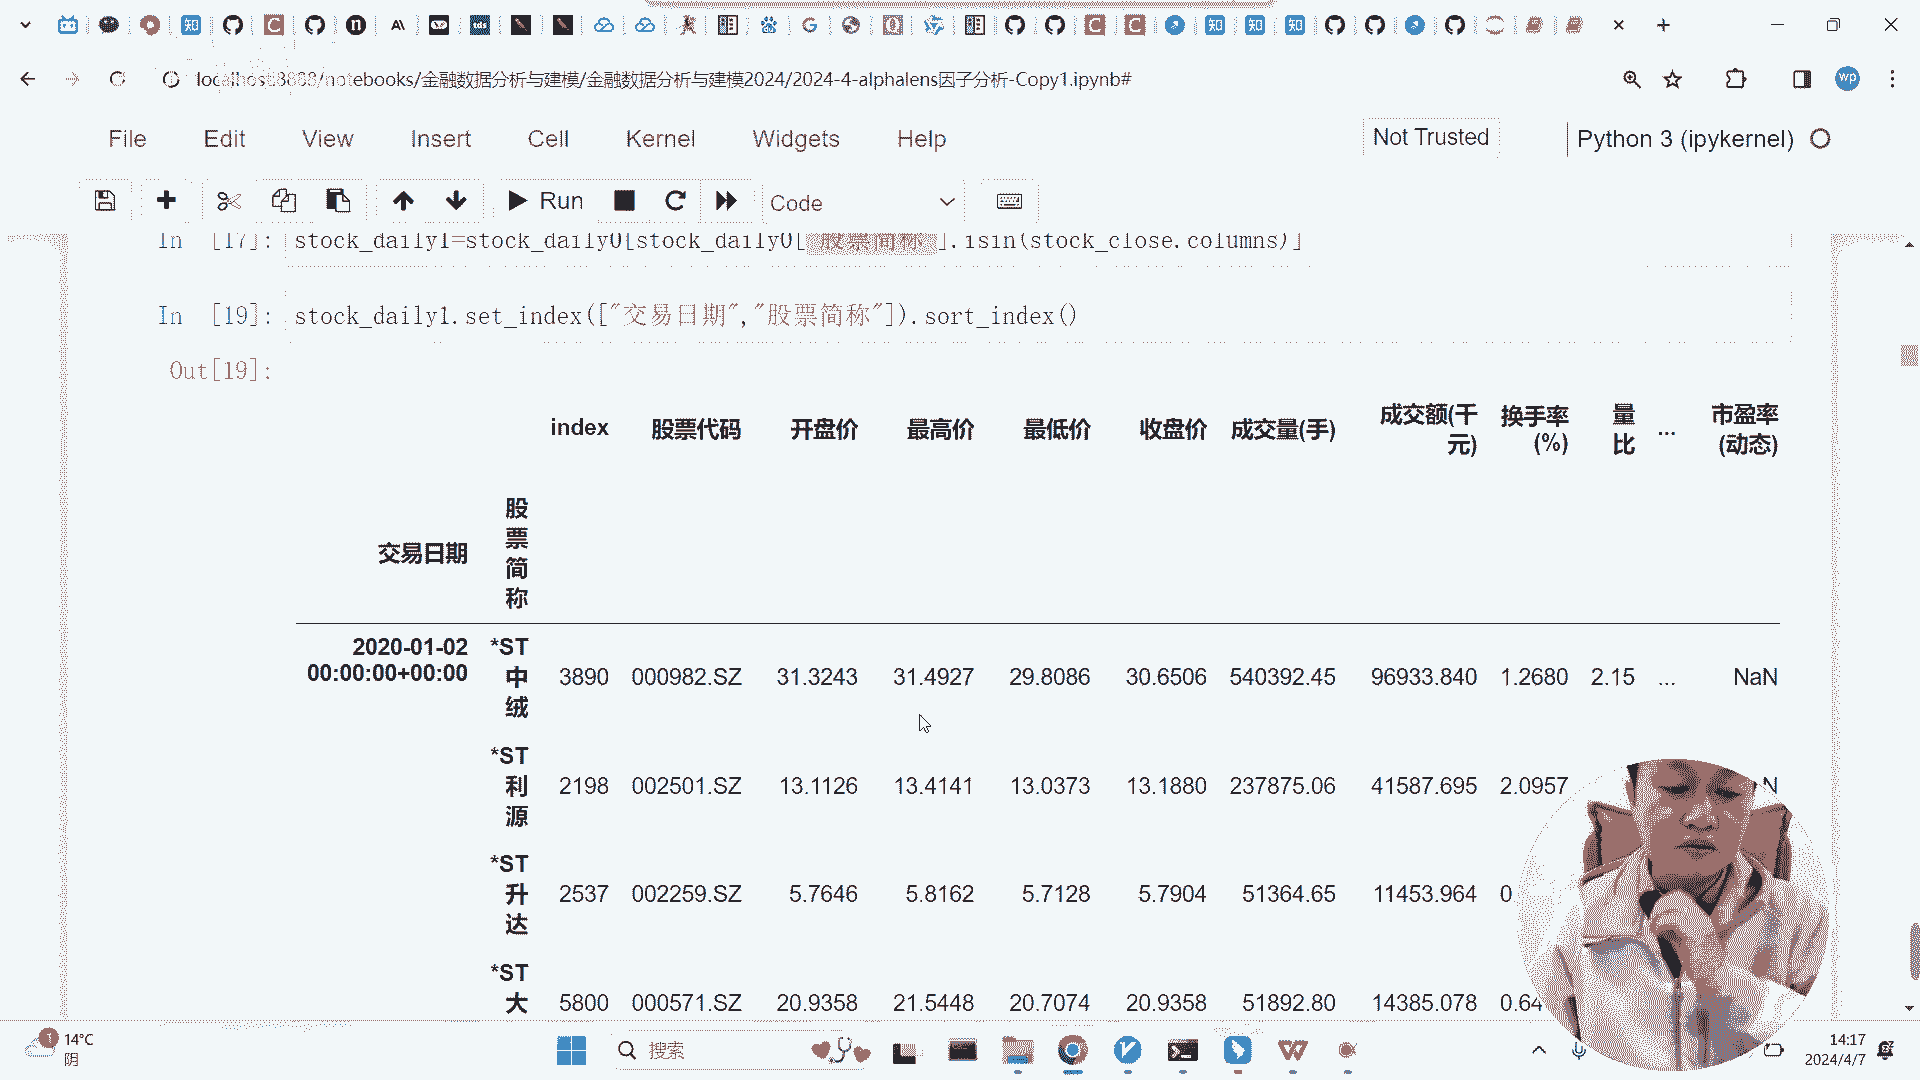 localhost:8888/notebooks/金融数据分析与建模/金融数据分析与建模2024/2024-4-alphalens因子分析-Copy1.ipynb#
wp
File Edit View Insert Cell Kernel Widgets Help Not Trusted Python 3 (ipykernel)
Run Code
In [17]: stock_daily1=stock_daily0[stock_daily0["股票简称"].isin(stock_close.columns)]
In [19]: stock_daily1.set_index(["交易日期","股票简称"]).sort_index()
Out[19]:
index 股票代码 开盘价 最高价 最低价 收盘价 成交量(手) 成交额(千元) 换手率(%) 量比 ... 市盈率(动态)
交易日期 股票简称
2020-01-02 00:00:00+00:00 *ST中绒 3890 000982.SZ 31.3243 31.4927 29.8086 30.6506 540392.45 96933.840 1.2680 2.15 ... NaN
*ST利源 2198 002501.SZ 13.1126 13.4141 13.0373 13.1880 237875.06 41587.695 2.0957
*ST升达 2537 002259.SZ 5.7646 5.8162 5.7128 5.7904 51364.65 11453.964 0
*ST大 5800 000571.SZ 20.9358 21.5448 20.7074 20.9358 51892.80 14385.078 0.64
1 14°C
阴
搜索
14:17
2024/4/7